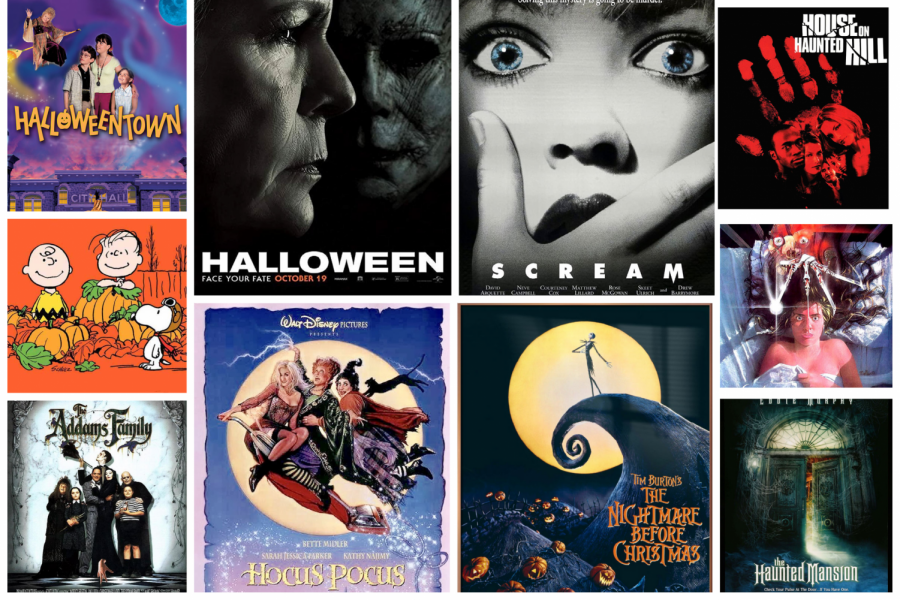 HALLOWEENTOWN
CITY HALL
HALLOWEEN
FACE YOUR FATE OCTOBER 19
Solving this mystery is going to be murder.
SCREAM
DAVID ARQUETTE NEVE CAMPBELL COURTENEY COX MATTHEW LILLARD ROSE McGOWAN SKEET ULRICH AND DREW BARRYMORE
HOUSE ON
HAUNTED HILL
The
Addams Family
WALT DISNEY PICTURES
PRESENTS
BETTE MIDLER
SARAH JESSICA PARKER KATHY NAJIMY
HOCUS POCUS
TIM BURTON'S
THE
NIGHTMARE
BEFORE
CHRISTMAS
EDDIE MURPHY
the
Haunted Mansion
Check Your Pulse At The Door... If You Have One.